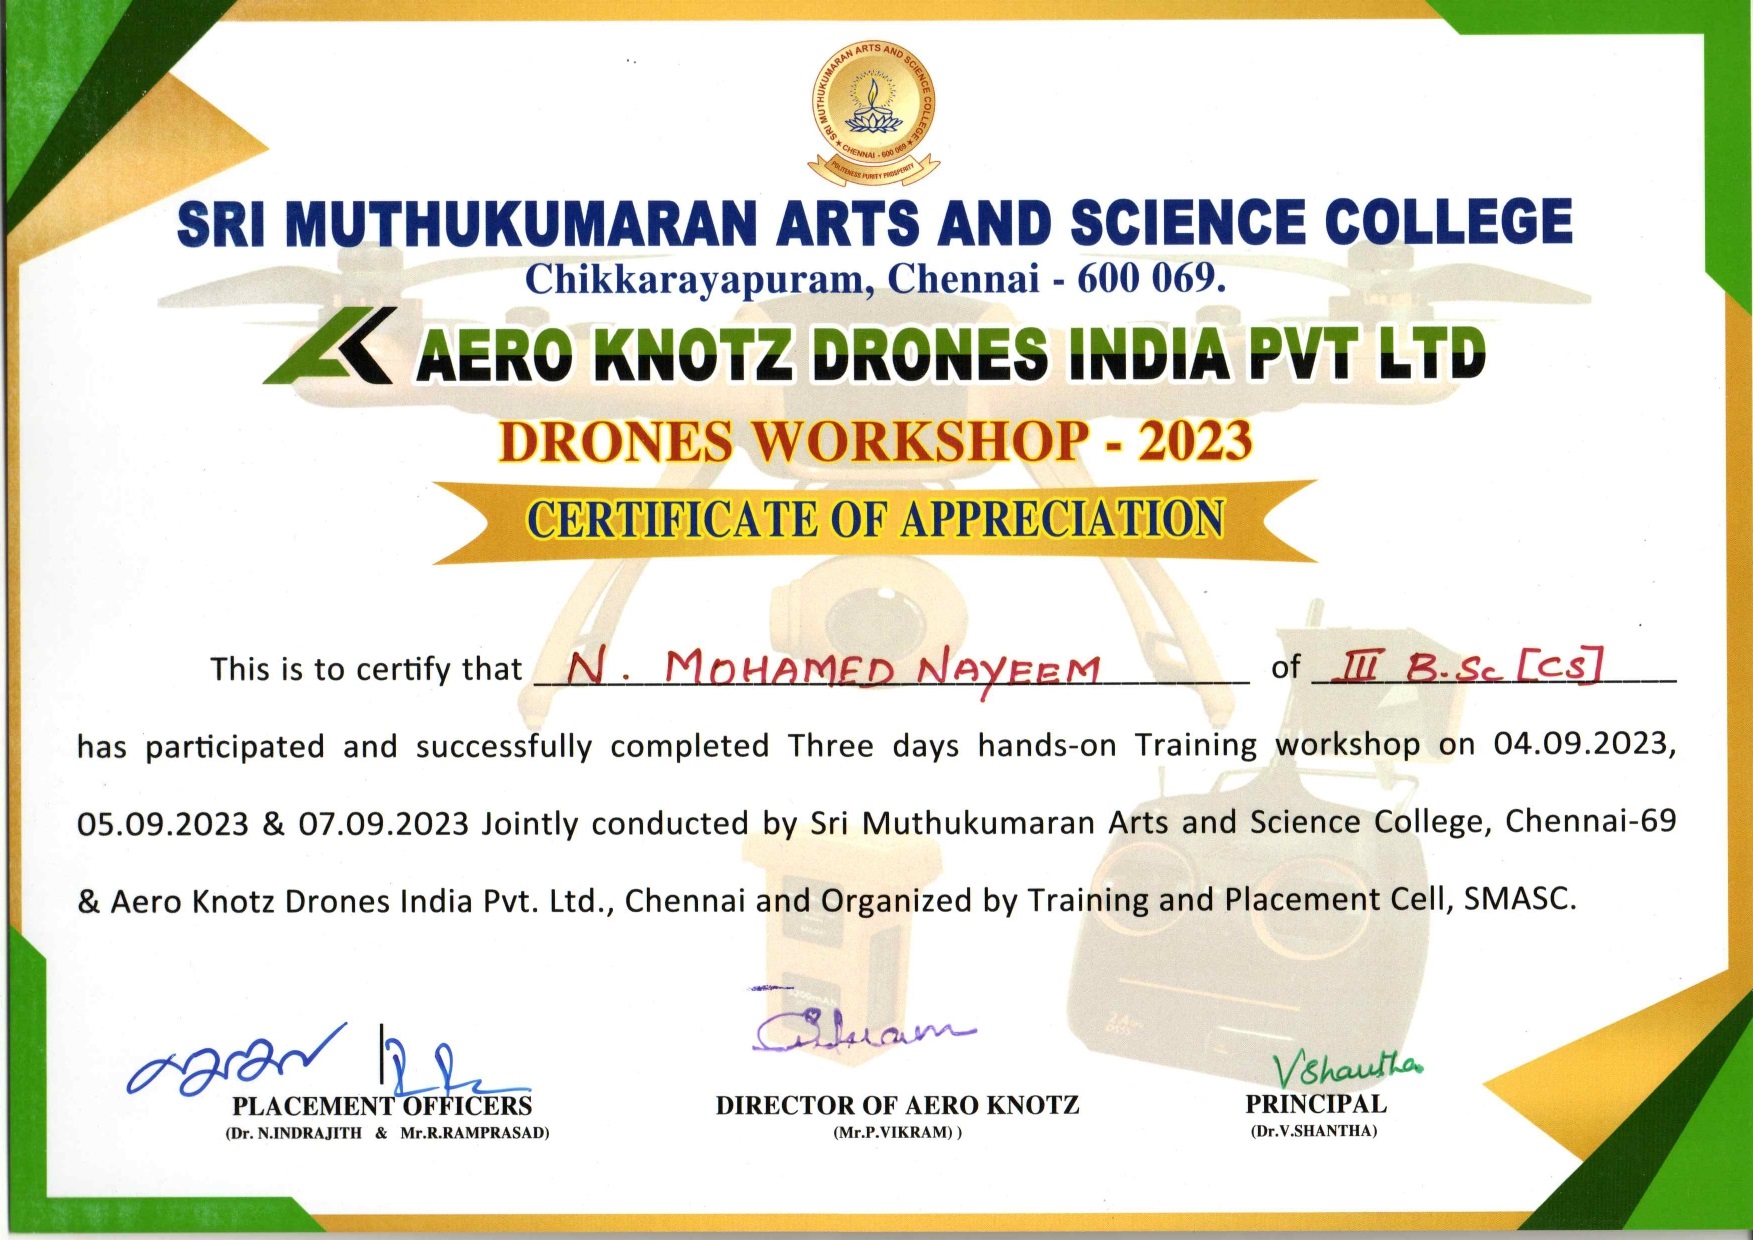 SRI MUTHUKUMARAN ARTS AND SCIENCE COLLEGE
★ CHENNAI - 600 069 ★
POLITENESS PURITY PROSPERITY
SRI MUTHUKUMARAN ARTS AND SCIENCE COLLEGE
Chikkarayapuram, Chennai - 600 069.
AERO KNOTZ DRONES INDIA PVT LTD
DRONES WORKSHOP - 2023
CERTIFICATE OF APPRECIATION
This is to certify that N. MOHAMED NAYEEM of III B.Sc [CS]
has participated and successfully completed Three days hands-on Training workshop on 04.09.2023,
05.09.2023 & 07.09.2023 Jointly conducted by Sri Muthukumaran Arts and Science College, Chennai-69
& Aero Knotz Drones India Pvt. Ltd., Chennai and Organized by Training and Placement Cell, SMASC.
VShantha
PLACEMENT OFFICERS DIRECTOR OF AERO KNOTZ PRINCIPAL
(Dr. N.INDRAJITH & Mr.R.RAMPRASAD) (Mr.P.VIKRAM) ) (Dr.V.SHANTHA)